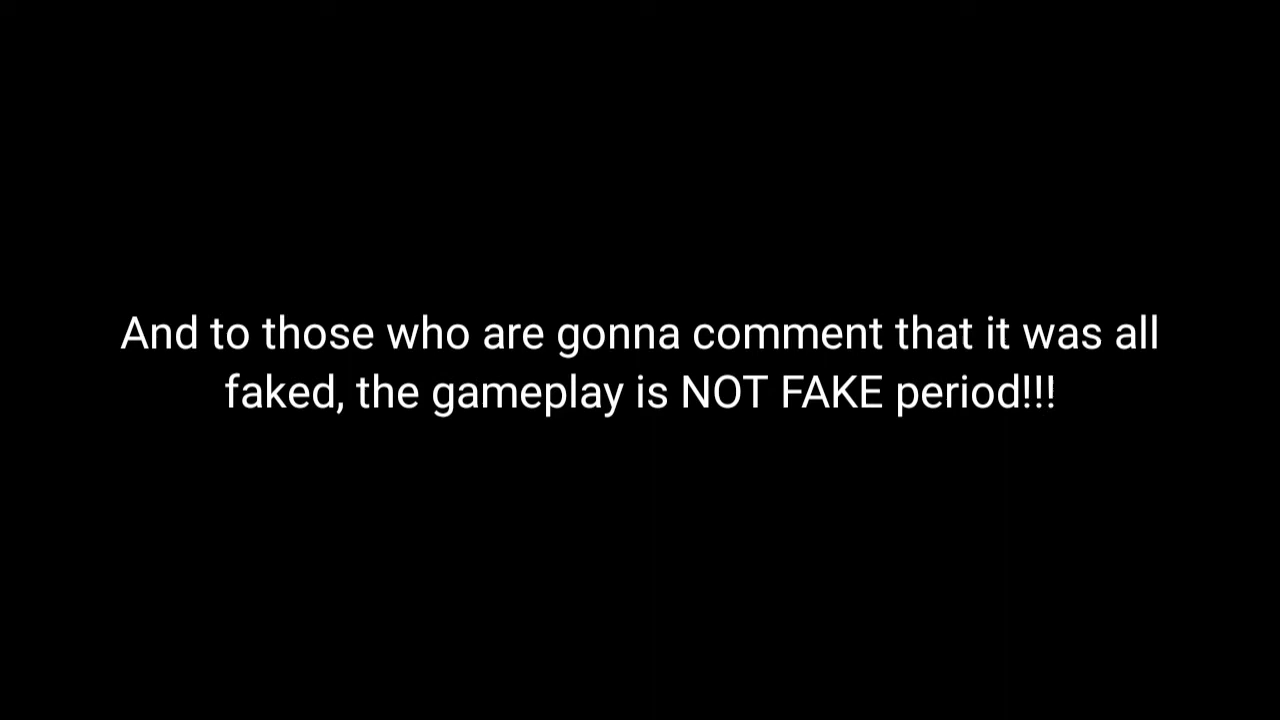 And to those who are gonna comment that it was all
faked, the gameplay is NOT FAKE period!!!